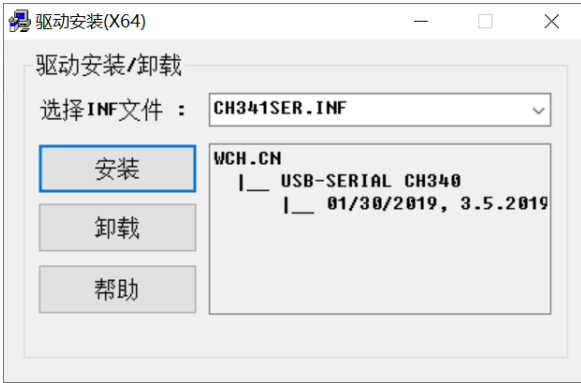 驱动安装(X64)
驱动安装/卸载
选择INF文件 : CH341SER.INF
安装
卸载
帮助
WCH.CN
|__ USB-SERIAL CH340
|__ 01/30/2019, 3.5.2019